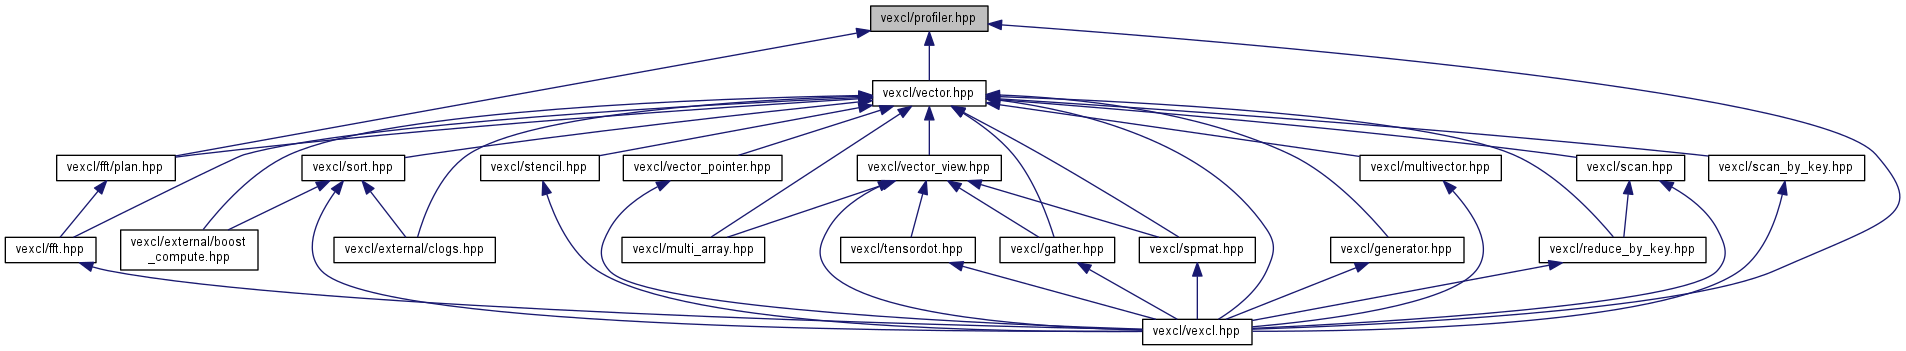 vexcl/profiler.hpp
vexcl/vector.hpp
vexcl/fft/plan.hpp
vexcl/sort.hpp
vexcl/stencil.hpp
vexcl/vector_pointer.hpp
vexcl/vector_view.hpp
vexcl/multivector.hpp
vexcl/scan.hpp
vexcl/scan_by_key.hpp
vexcl/fft.hpp
vexcl/external/boost
_compute.hpp
vexcl/external/clogs.hpp
vexcl/multi_array.hpp
vexcl/tensordot.hpp
vexcl/gather.hpp
vexcl/spmat.hpp
vexcl/generator.hpp
vexcl/reduce_by_key.hpp
vexcl/vexcl.hpp